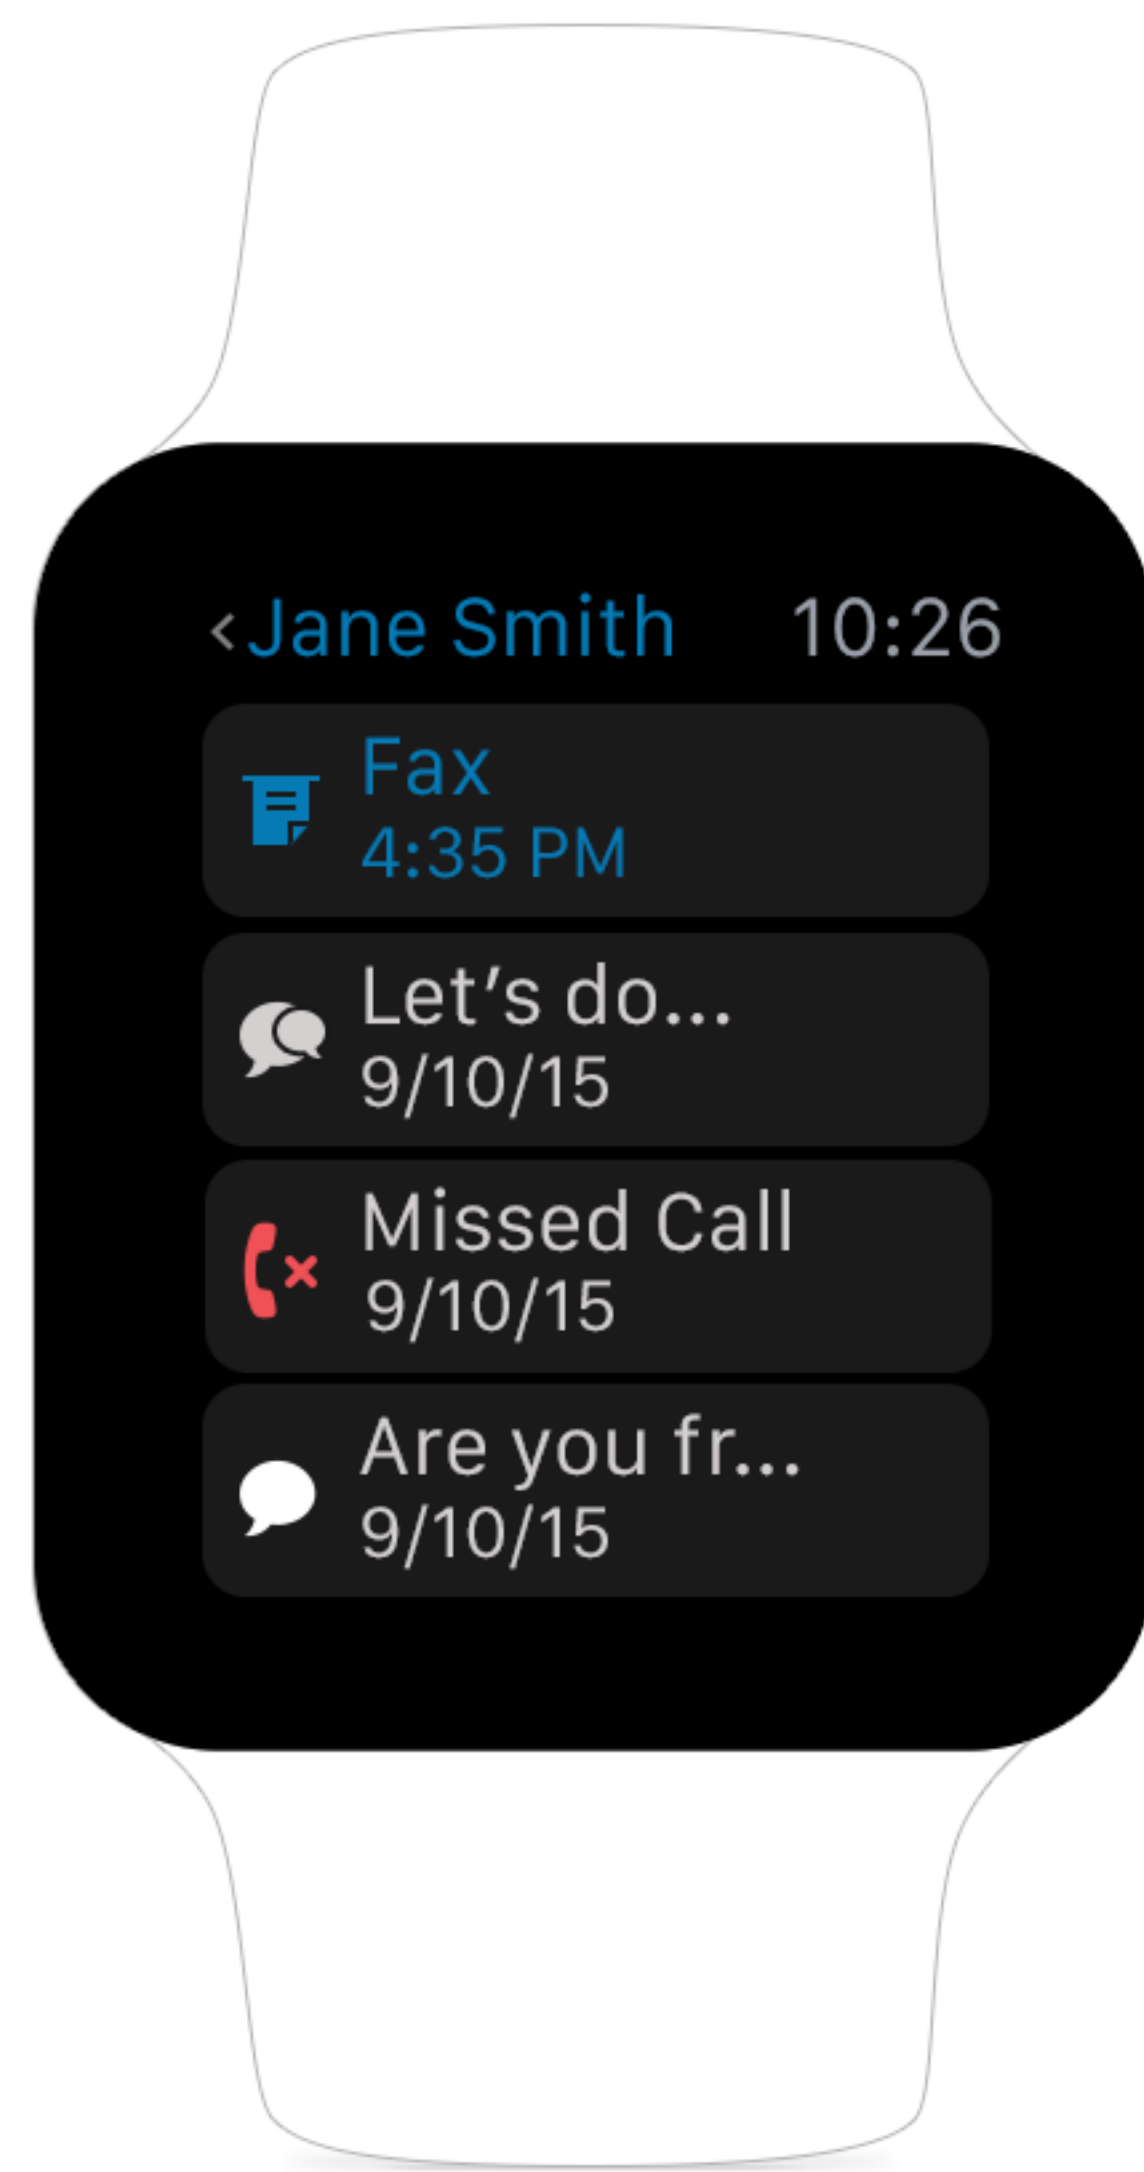 <Jane Smith 10:26
Fax
4:35 PM
Let's do...
9/10/15
Missed Call
9/10/15
Are you fr...
9/10/15